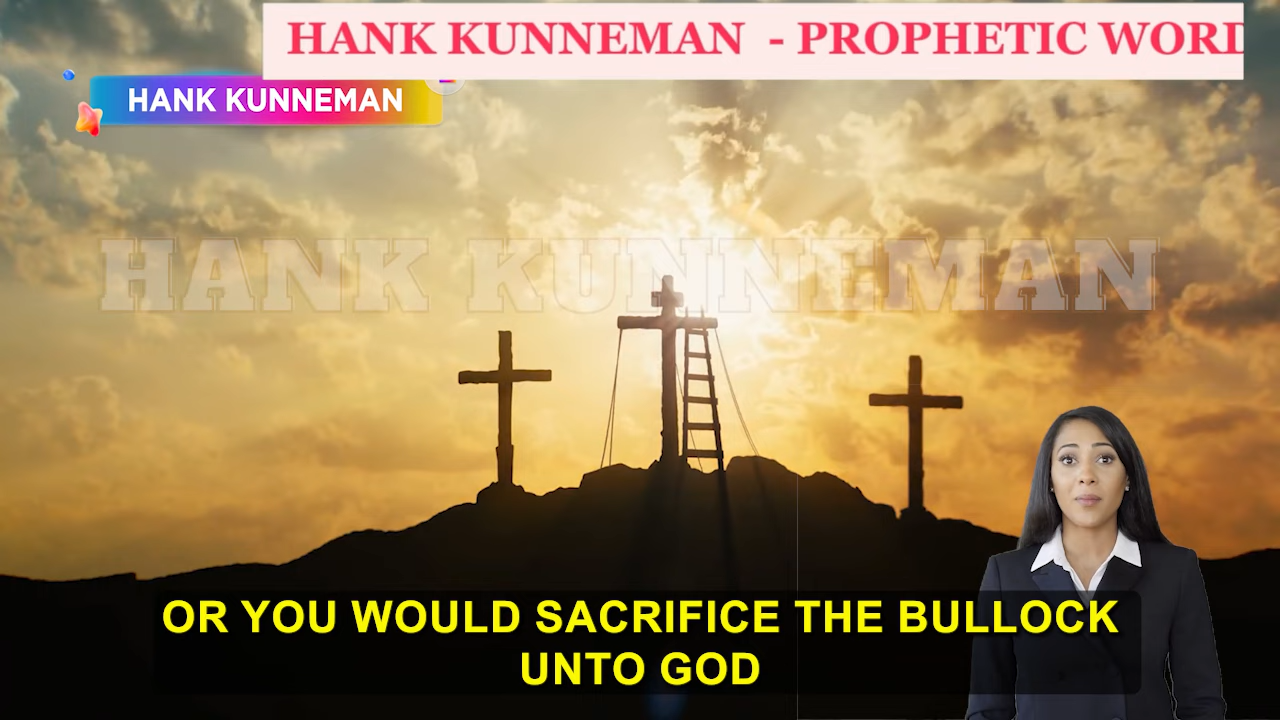 HANK KUNNEMAN - PROPHETIC WORD
HANK KUNNEMAN
HANK KUNNEMAN
OR YOU WOULD SACRIFICE THE BULLOCK
UNTO GOD